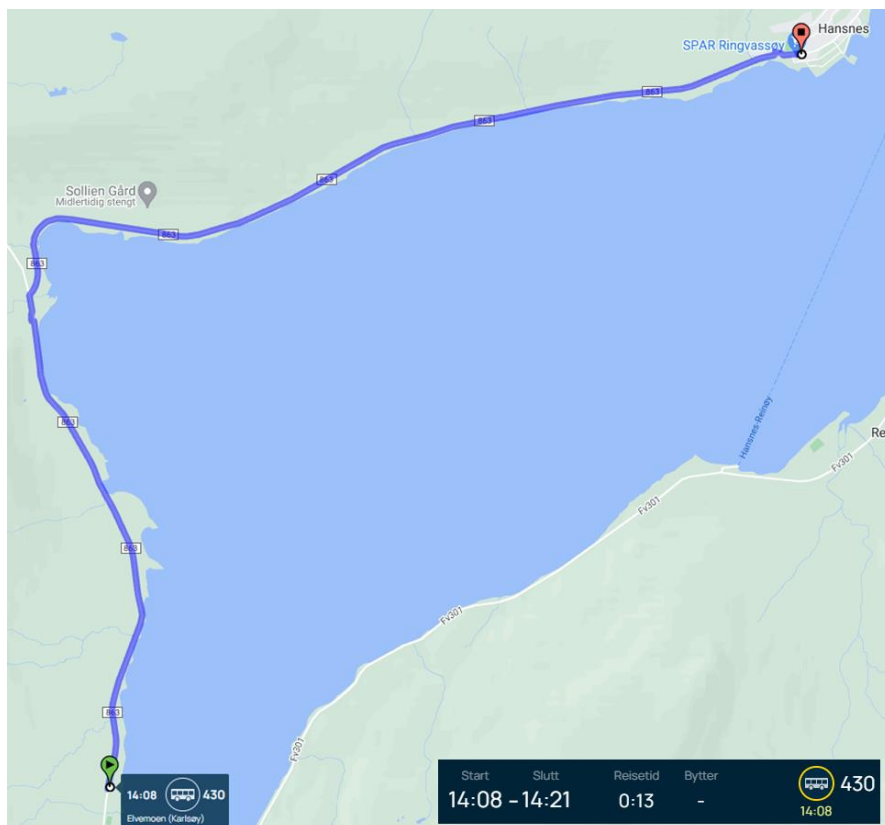 Hansnes
SPAR Ringvassøy
863
863
863
Sollien Gård
Midlertidig stengt
863
863
863
Hansnes-Reinøy
Re
Fv301
Fv301
863
Fv301
863
Fv301
14:08 430
Elvemoen (Karlsøy)
Start Slutt Reisetid Bytter
14:08 - 14:21 0:13 - 430
14:08